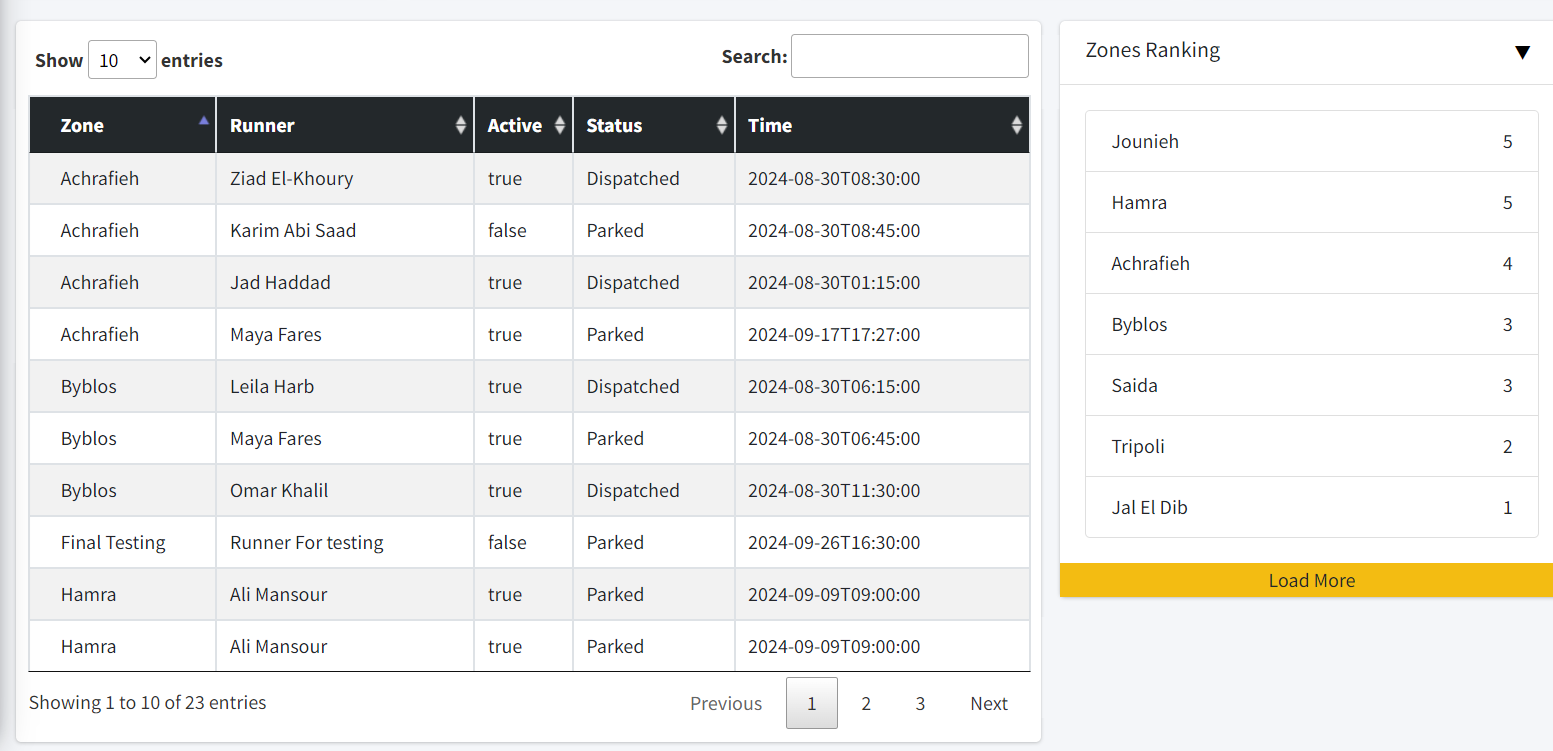 Show 10 entries Search:
Zone Runner Active Status Time
Achrafieh Ziad El-Khoury true Dispatched 2024-08-30T08:30:00
Achrafieh Karim Abi Saad false Parked 2024-08-30T08:45:00
Achrafieh Jad Haddad true Dispatched 2024-08-30T01:15:00
Achrafieh Maya Fares true Parked 2024-09-17T17:27:00
Byblos Leila Harb true Dispatched 2024-08-30T06:15:00
Byblos Maya Fares true Parked 2024-08-30T06:45:00
Byblos Omar Khalil true Dispatched 2024-08-30T11:30:00
Final Testing Runner For testing false Parked 2024-09-26T16:30:00
Hamra Ali Mansour true Parked 2024-09-09T09:00:00
Hamra Ali Mansour true Parked 2024-09-09T09:00:00
Showing 1 to 10 of 23 entries Previous 1 2 3 Next
Zones Ranking
Jounieh 5
Hamra 5
Achrafieh 4
Byblos 3
Saida 3
Tripoli 2
Jal El Dib 1
Load More